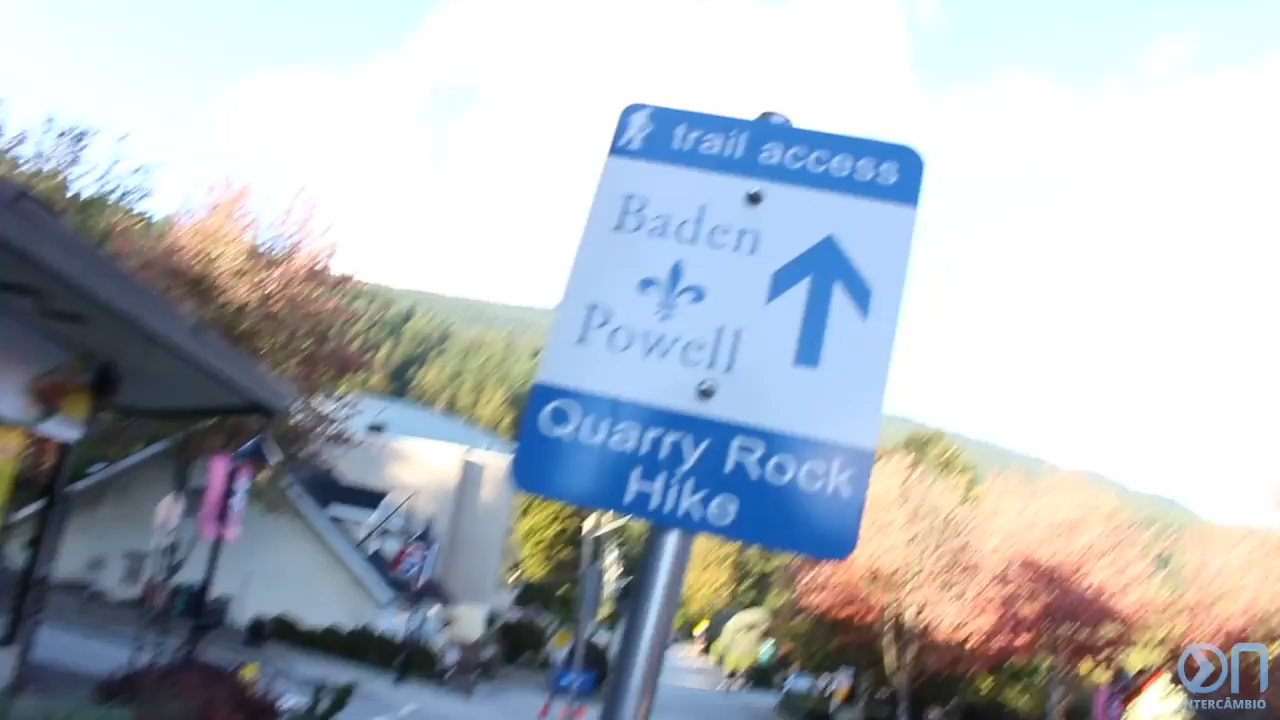 trail access
Baden
Powell
Quarry Rock
Hike
ON
INTERCÂMBIO